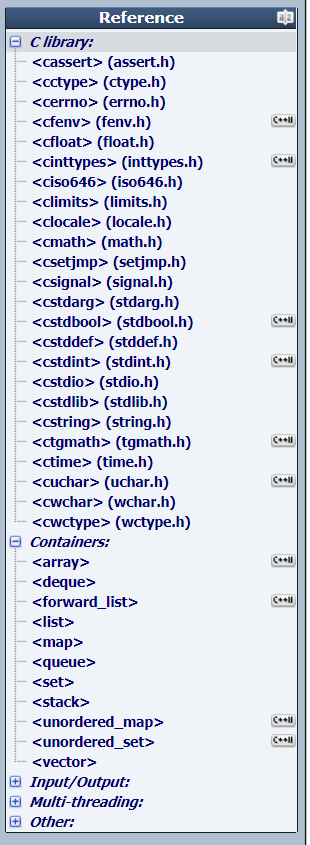 Reference
C library:
<cassert> (assert.h)
<cctype> (ctype.h)
<cerrno> (errno.h)
<cfenv> (fenv.h) C++11
<cfloat> (float.h)
<cinttypes> (inttypes.h) C++11
<ciso646> (iso646.h)
<climits> (limits.h)
<clocale> (locale.h)
<cmath> (math.h)
<csetjmp> (setjmp.h)
<csignal> (signal.h)
<cstdarg> (stdarg.h)
<cstdbool> (stdbool.h) C++11
<cstddef> (stddef.h)
<cstdint> (stdint.h) C++11
<cstdio> (stdio.h)
<cstdlib> (stdlib.h)
<cstring> (string.h)
<ctgmath> (tgmath.h) C++11
<ctime> (time.h)
<cuchar> (uchar.h) C++11
<cwchar> (wchar.h)
<cwctype> (wctype.h)
Containers:
<array> C++11
<deque>
<forward_list> C++11
<list>
<map>
<queue>
<set>
<stack>
<unordered_map> C++11
<unordered_set> C++11
<vector>
Input/Output:
Multi-threading:
Other: